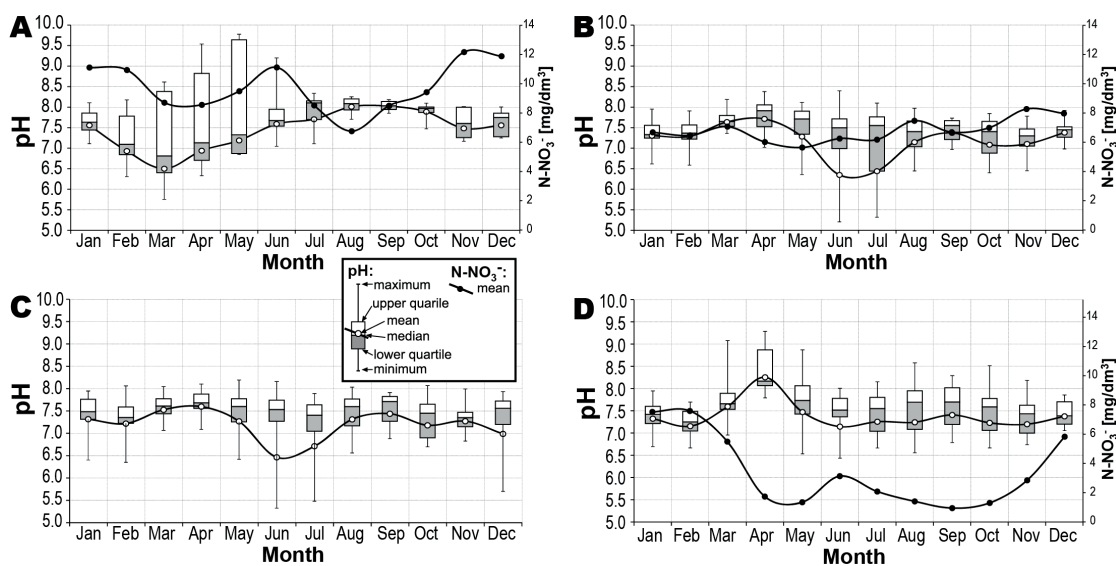 A
10.0
9.5
9.0
8.5
8.0
7.5
7.0
6.5
6.0
5.5
5.0
pH
14
12
10
8
6
4
2
0
N-NO3- [mg/dm3]
Jan Feb Mar Apr May Jun Jul Aug Sep Oct Nov Dec
Month
B
10.0
9.5
9.0
8.5
8.0
7.5
7.0
6.5
6.0
5.5
5.0
pH
14
12
10
8
6
4
2
0
N-NO3- [mg/dm3]
Jan Feb Mar Apr May Jun Jul Aug Sep Oct Nov Dec
Month
pH: N-NO3-:
maximum mean
upper quarile
mean
median
lower quartile
minimum
C
10.0
9.5
9.0
8.5
8.0
7.5
7.0
6.5
6.0
5.5
5.0
pH
Jan Feb Mar Apr May Jun Jul Aug Sep Oct Nov Dec
Month
D
10.0
9.5
9.0
8.5
8.0
7.5
7.0
6.5
6.0
5.5
5.0
pH
14
12
10
8
6
4
2
0
N-NO3- [mg/dm3]
Jan Feb Mar Apr May Jun Jul Aug Sep Oct Nov Dec
Month